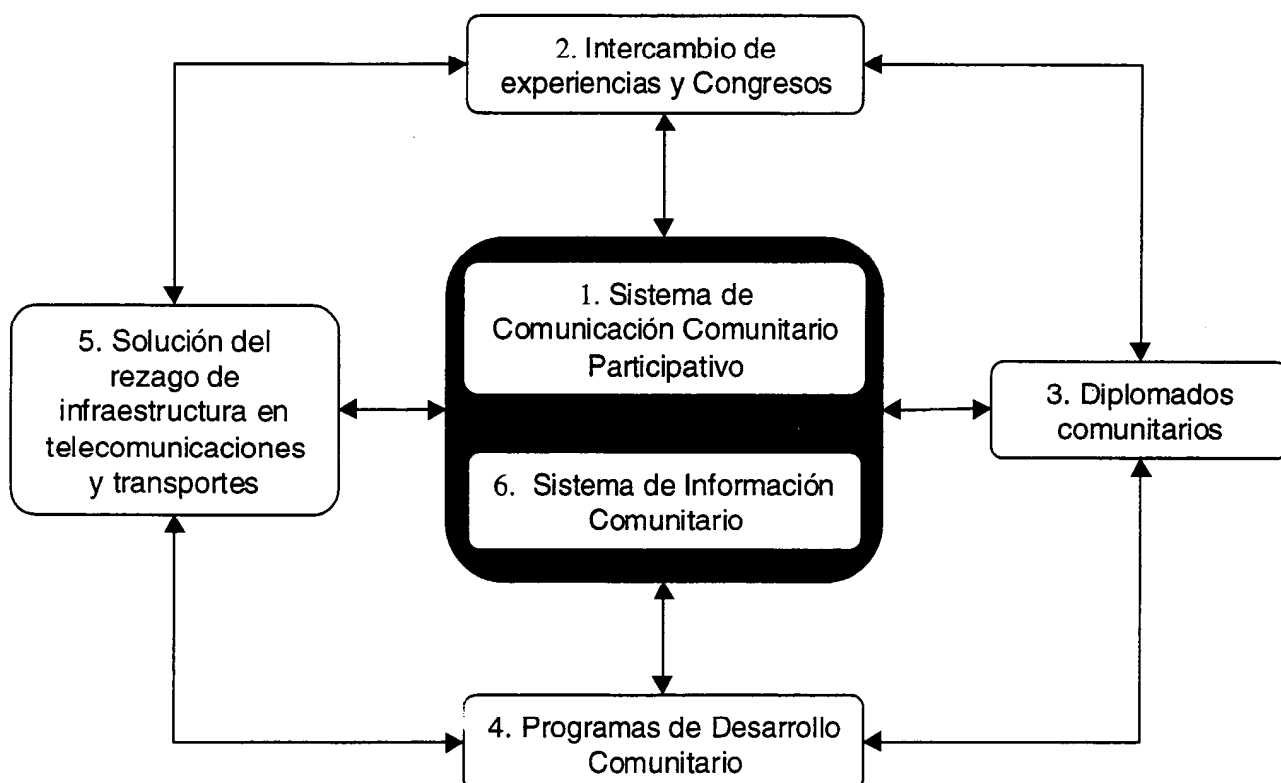 2. Intercambio de
experiencias y Congresos
1. Sistema de
Comunicación Comunitario
Participativo
5. Solución del
rezago de
infraestructura en
telecomunicaciones
y transportes
3. Diplomados
comunitarios
6. Sistema de Información
Comunitario
4. Programas de Desarrollo
Comunitario